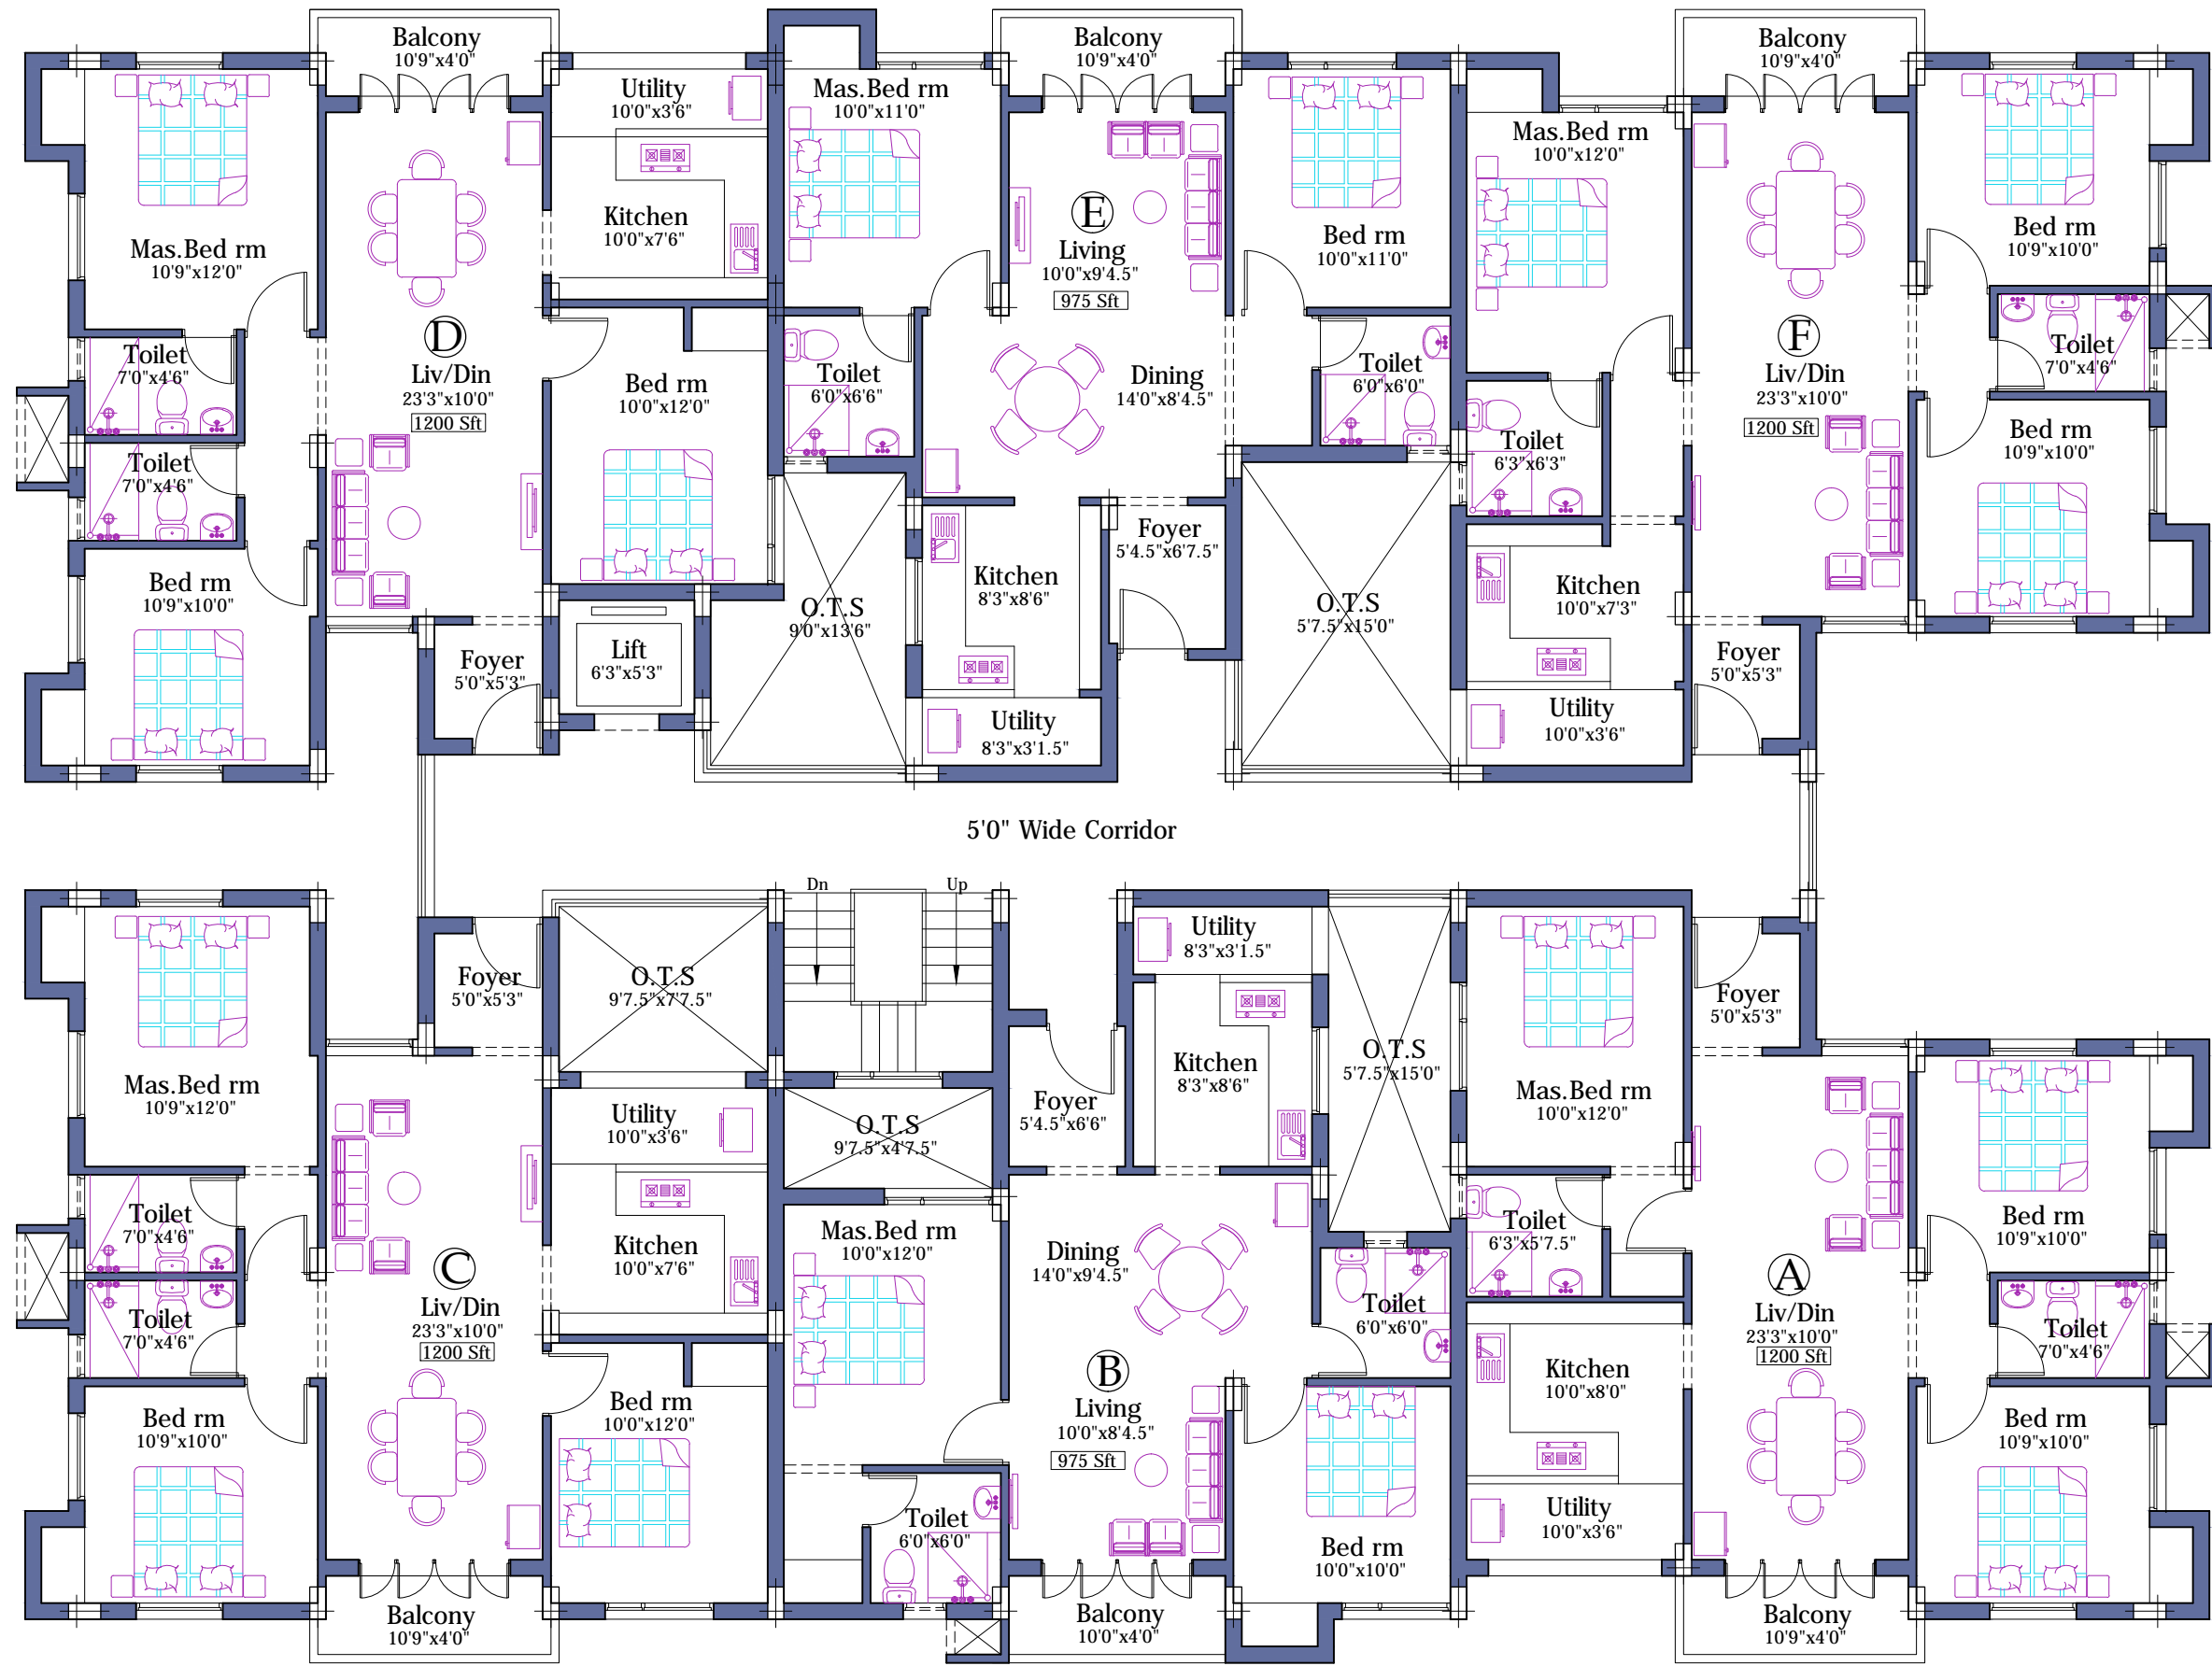 Balcony
10'9"x4'0"
Utility
10'0"x3'6"
Mas.Bed rm
10'9"x12'0"
Kitchen
10'0"x7'6"
D
Liv/Din
23'3"x10'0"
1200 Sft
Toilet
7'0"x4'6"
Toilet
7'0"x4'6"
Bed rm
10'0"x12'0"
Bed rm
10'9"x10'0"
Foyer
5'0"x5'3"
Lift
6'3"x5'3"
Balcony
10'9"x4'0"
Mas.Bed rm
10'0"x11'0"
E
Living
10'0"x9'4.5"
975 Sft
Bed rm
10'0"x11'0"
Toilet
6'0"x6'6"
Dining
14'0"x8'4.5"
Toilet
6'0"x6'0"
O.T.S
9'0"x13'6"
Kitchen
8'3"x8'6"
Foyer
5'4.5"x6'7.5"
Utility
8'3"x3'1.5"
O.T.S
5'7.5"x15'0"
Balcony
10'9"x4'0"
Mas.Bed rm
10'0"x12'0"
Bed rm
10'9"x10'0"
F
Liv/Din
23'3"x10'0"
1200 Sft
Toilet
7'0"x4'6"
Toilet
6'3"x6'3"
Bed rm
10'9"x10'0"
Kitchen
10'0"x7'3"
Foyer
5'0"x5'3"
Utility
10'0"x3'6"
5'0" Wide Corridor
Dn
Up
Foyer
5'0"x5'3"
O.T.S
9'7.5"x7'7.5"
Mas.Bed rm
10'9"x12'0"
Utility
10'0"x3'6"
O.T.S
9'7.5"x4'7.5"
Toilet
7'0"x4'6"
Kitchen
10'0"x7'6"
C
Liv/Din
23'3"x10'0"
1200 Sft
Toilet
7'0"x4'6"
Bed rm
10'9"x10'0"
Bed rm
10'0"x12'0"
Balcony
10'9"x4'0"
Utility
8'3"x3'1.5"
Kitchen
8'3"x8'6"
Foyer
5'4.5"x6'6"
O.T.S
5'7.5"x15'0"
Mas.Bed rm
10'0"x12'0"
Dining
14'0"x9'4.5"
Toilet
6'0"x6'0"
B
Living
10'0"x8'4.5"
975 Sft
Toilet
6'0"x6'0"
Bed rm
10'0"x10'0"
Balcony
10'0"x4'0"
Foyer
5'0"x5'3"
Mas.Bed rm
10'0"x12'0"
Toilet
6'3"x5'7.5"
Bed rm
10'9"x10'0"
A
Liv/Din
23'3"x10'0"
1200 Sft
Toilet
7'0"x4'6"
Kitchen
10'0"x8'0"
Bed rm
10'9"x10'0"
Utility
10'0"x3'6"
Balcony
10'9"x4'0"